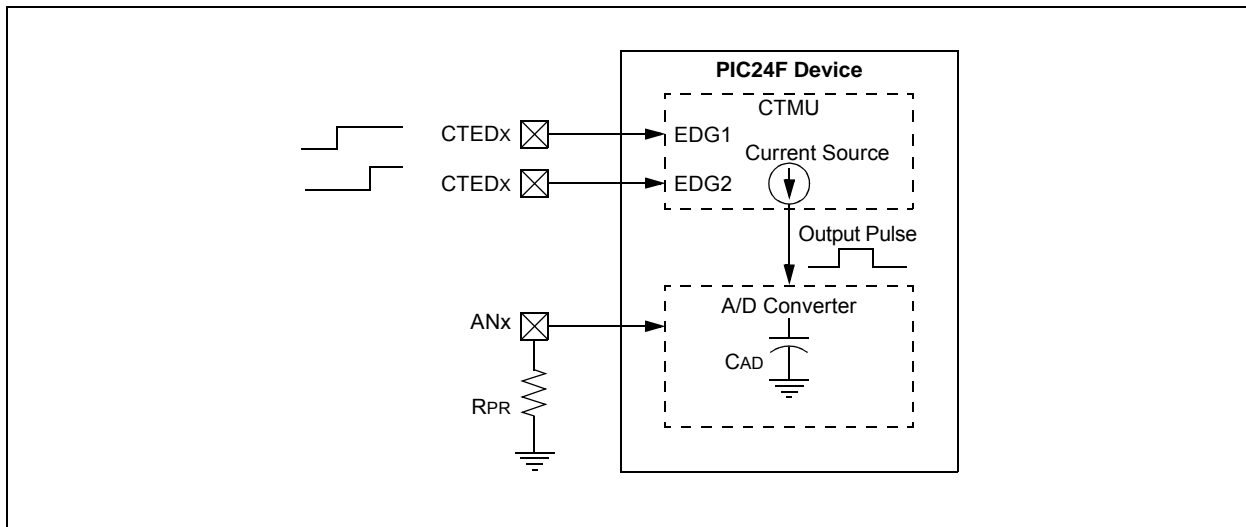 PIC24F Device
CTMU
CTEDx
EDG1
Current Source
CTEDx
EDG2
Output Pulse
A/D Converter
ANx
CAD
RPR